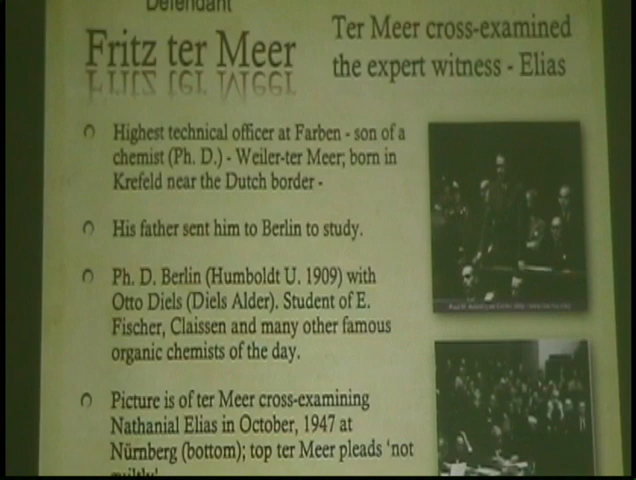 Defendant
Fritz ter Meer
Ter Meer cross-examined
the expert witness - Elias
Highest technical officer at Farben - son of a
chemist (Ph. D.) - Weiler-ter Meer; born in
Krefeld near the Dutch border -
His father sent him to Berlin to study.
Ph. D. Berlin (Humboldt U. 1909) with
Otto Diels (Diels Alder). Student of E.
Fischer, Claissen and many other famous
organic chemists of the day.
Picture is of ter Meer cross-examining
Nathanial Elias in October, 1947 at
Nürnberg (bottom); top ter Meer pleads 'not
guilty'